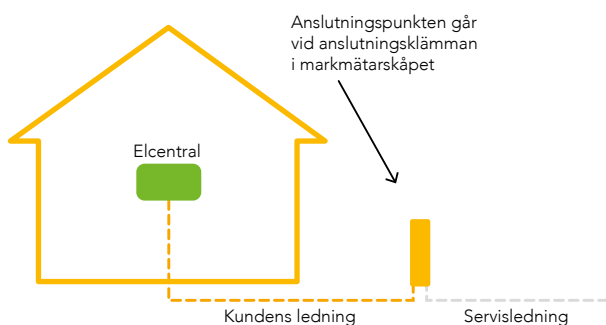 Anslutningspunkten går
vid anslutningsklämman
i markmätarskåpet
Elcentral
Kundens ledning
Servisledning